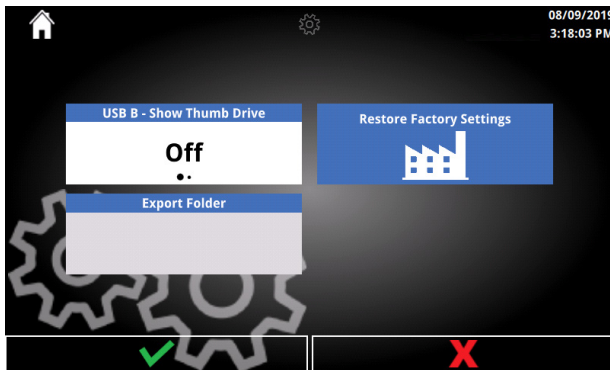 08/09/2019
3:18:03 PM
USB B - Show Thumb Drive
Off
Restore Factory Settings
Export Folder